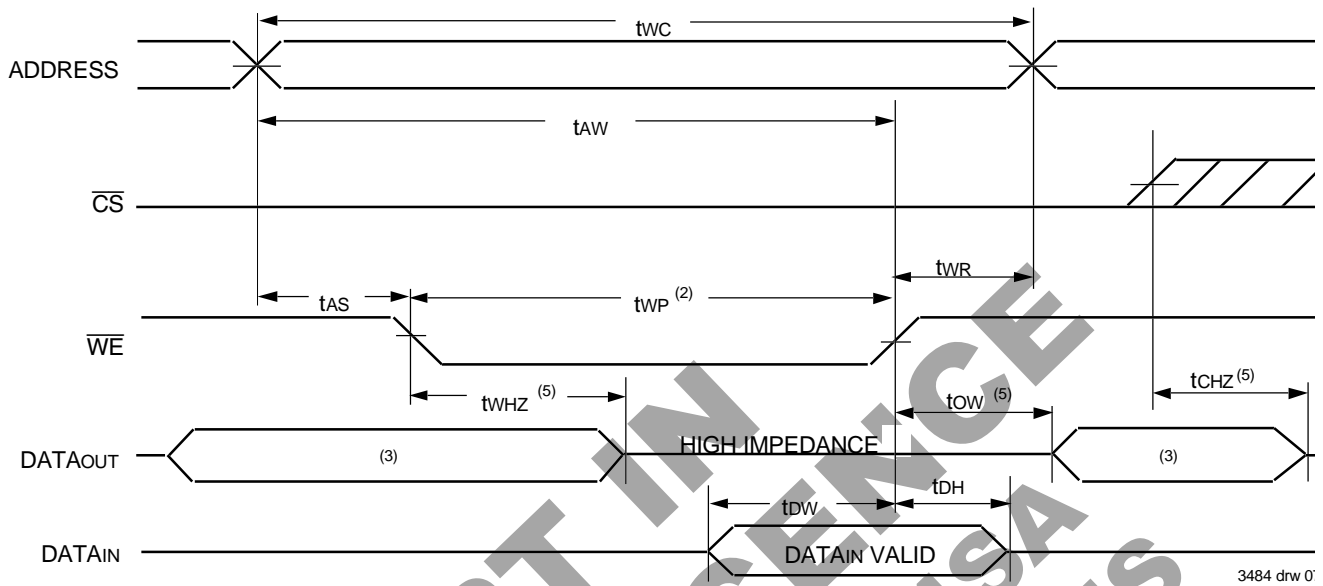 tWC
ADDRESS
tAW
CS
tWR
tAS
tWP (2)
WE
tWHZ (5)
tOW (5)
tCHZ (5)
DATAOUT
(3)
HIGH IMPEDANCE
(3)
tDW
tDH
DATAIN
DATAIN VALID
3484 drw 07